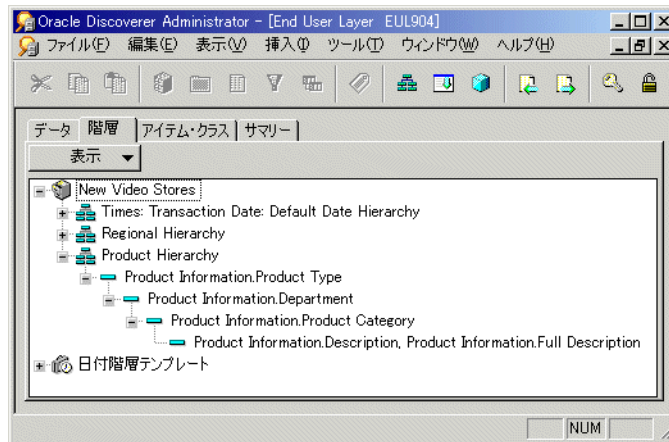 Oracle Discoverer Administrator - [End User Layer EUL904]
ファイル(F) 編集(E) 表示(V) 挿入(I) ツール(T) ウィンドウ(W) ヘルプ(H)
データ 階層 アイテム・クラス サマリー
表示
New Video Stores
Times: Transaction Date: Default Date Hierarchy
Regional Hierarchy
Product Hierarchy
Product Information.Product Type
Product Information.Department
Product Information.Product Category
Product Information.Description, Product Information.Full Description
日付階層テンプレート
NUM